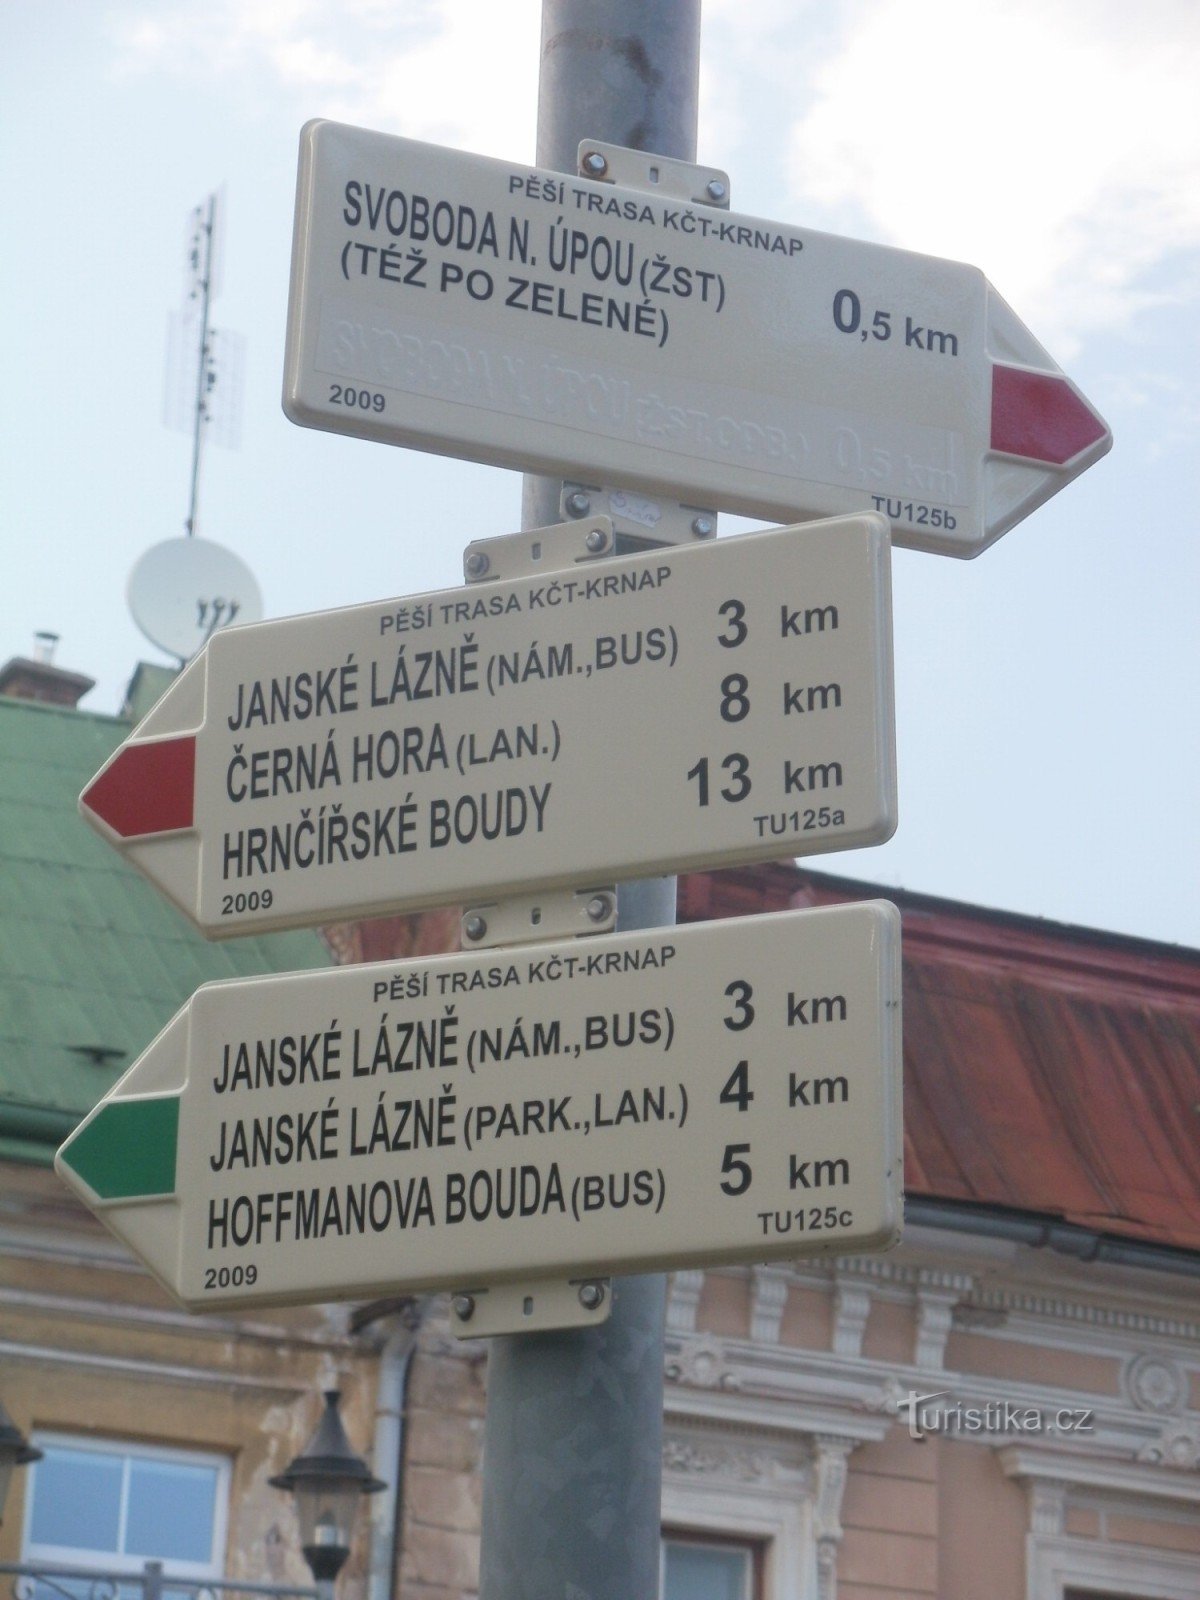 PĚŠÍ TRASA KČT-KRNAP
SVOBODA N. ÚPOU (ŽST)
(TÉŽ PO ZELENÉ)
0,5 km
2009
TU125b
PĚŠÍ TRASA KČT-KRNAP
JANSKÉ LÁZNĚ (NÁM.,BUS) 3 km
ČERNÁ HORA (LAN.) 8 km
HRNČÍŘSKÉ BOUDY 13 km
2009 TU125a
PĚŠÍ TRASA KČT-KRNAP
JANSKÉ LÁZNĚ (NÁM.,BUS) 3 km
JANSKÉ LÁZNĚ (PARK.,LAN.) 4 km
HOFFMANOVA BOUDA (BUS) 5 km
2009 TU125c
Turistika.cz